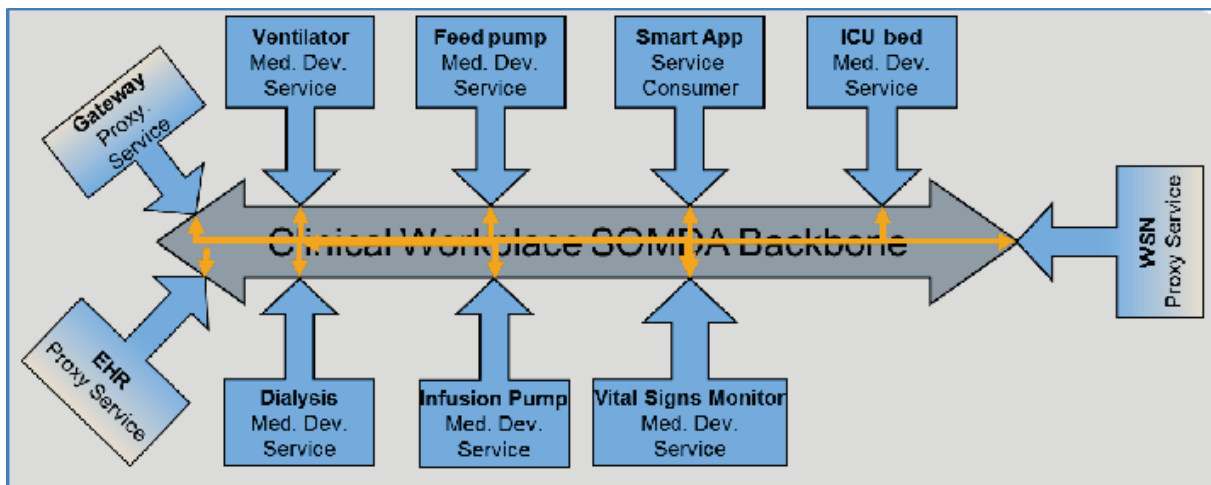 Ventilator
Med. Dev.
Service
Feed pump
Med. Dev.
Service
Smart App
Service
Consumer
ICU bed
Med. Dev.
Service
Gateway
Proxy.
Service
Clinical Workplace SOMDA Backbone
WSN
Proxy Service
EHR
Proxy Service
Dialysis
Med. Dev.
Service
Infusion Pump
Med. Dev.
Service
Vital Signs Monitor
Med. Dev.
Service